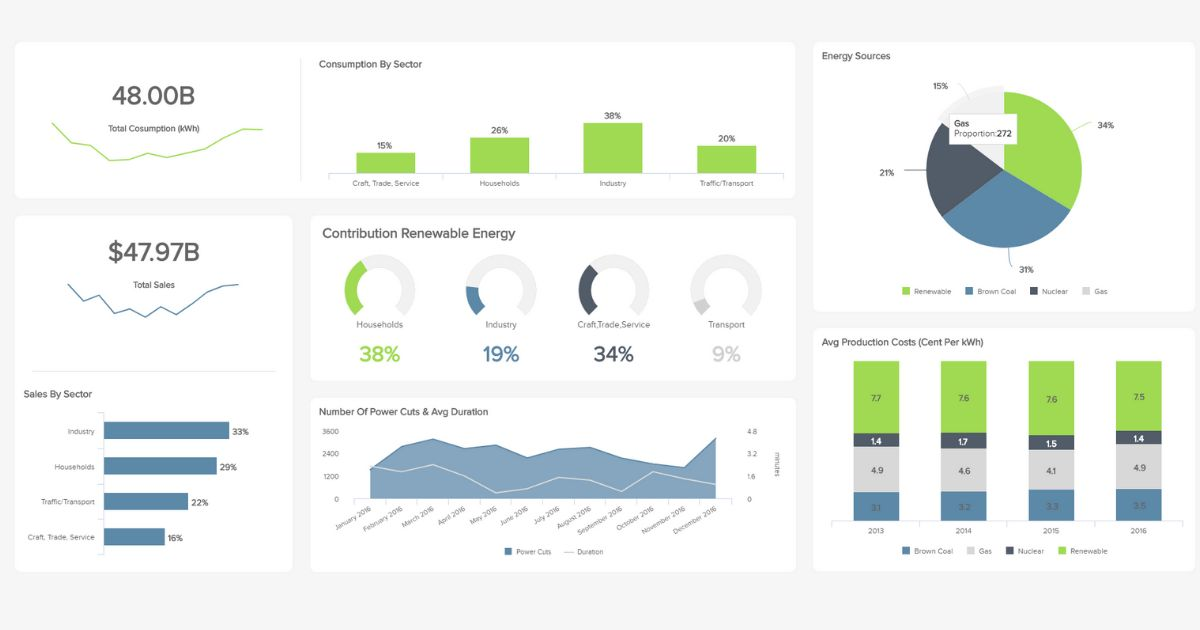 48.00B
Total Cosumption (kWh)
Consumption By Sector
15%
26%
38%
20%
Craft, Trade, Service
Households
Industry
Traffic/Transport
Energy Sources
15%
34%
21%
31%
Gas
Proportion:272
Renewable
Brown Coal
Nuclear
Gas
$47.97B
Total Sales
Sales By Sector
Industry
33%
Households
29%
Traffic/Transport
22%
Craft, Trade, Service
16%
Contribution Renewable Energy
Households
Industry
Craft,Trade,Service
Transport
38%
19%
34%
9%
Number Of Power Cuts & Avg Duration
3600
2400
1200
0
4.8
3.2
1.6
0
minutes
January 2016
February 2016
March 2016
April 2016
May 2016
June 2016
July 2016
August 2016
September 2016
October 2016
November 2016
December 2016
Power Cuts
Duration
Avg Production Costs (Cent Per kWh)
7.7
7.6
7.6
7.5
1.4
1.7
1.5
1.4
4.9
4.6
4.1
4.9
3.1
3.2
3.3
3.5
2013
2014
2015
2016
Brown Coal
Gas
Nuclear
Renewable